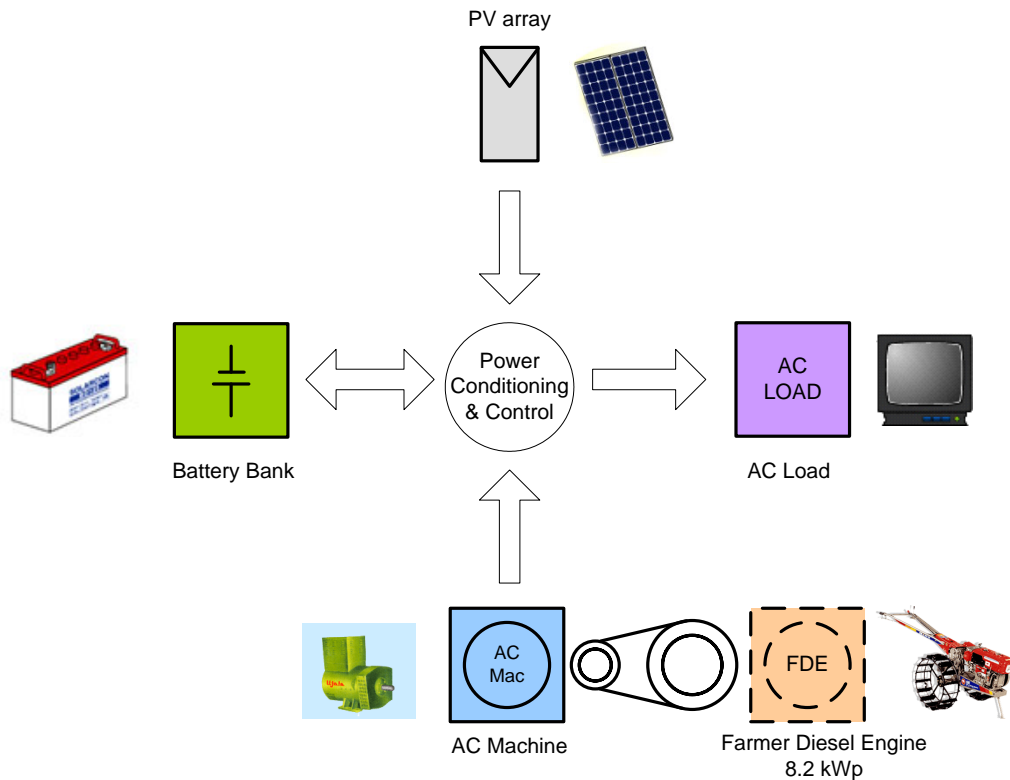 PV array
Power
Conditioning
& Control
AC
LOAD
SOLARCON
Battery Bank
AC Load
AC
Mac
FDE
AC Machine
Farmer Diesel Engine
8.2 kWp